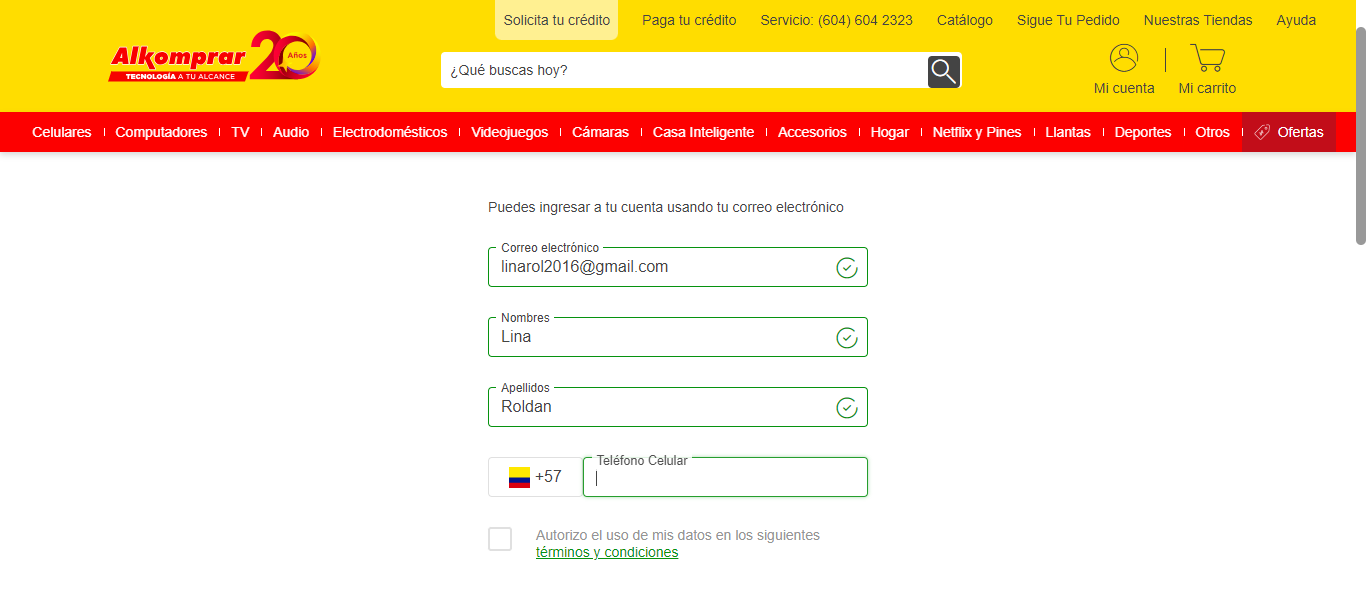 Solicita tu crédito Paga tu crédito Servicio: (604) 604 2323 Catálogo Sigue Tu Pedido Nuestras Tiendas Ayuda
Alkomprar 20 Años
TECNOLOGÍA A TU ALCANCE
¿Qué buscas hoy?
Mi cuenta Mi carrito
Celulares Computadores TV Audio Electrodomésticos Videojuegos Cámaras Casa Inteligente Accesorios Hogar Netflix y Pines Llantas Deportes Otros Ofertas
Puedes ingresar a tu cuenta usando tu correo electrónico
Correo electrónico
linarol2016@gmail.com
Nombres
Lina
Apellidos
Roldan
Teléfono Celular
+57
Autorizo el uso de mis datos en los siguientes
términos y condiciones